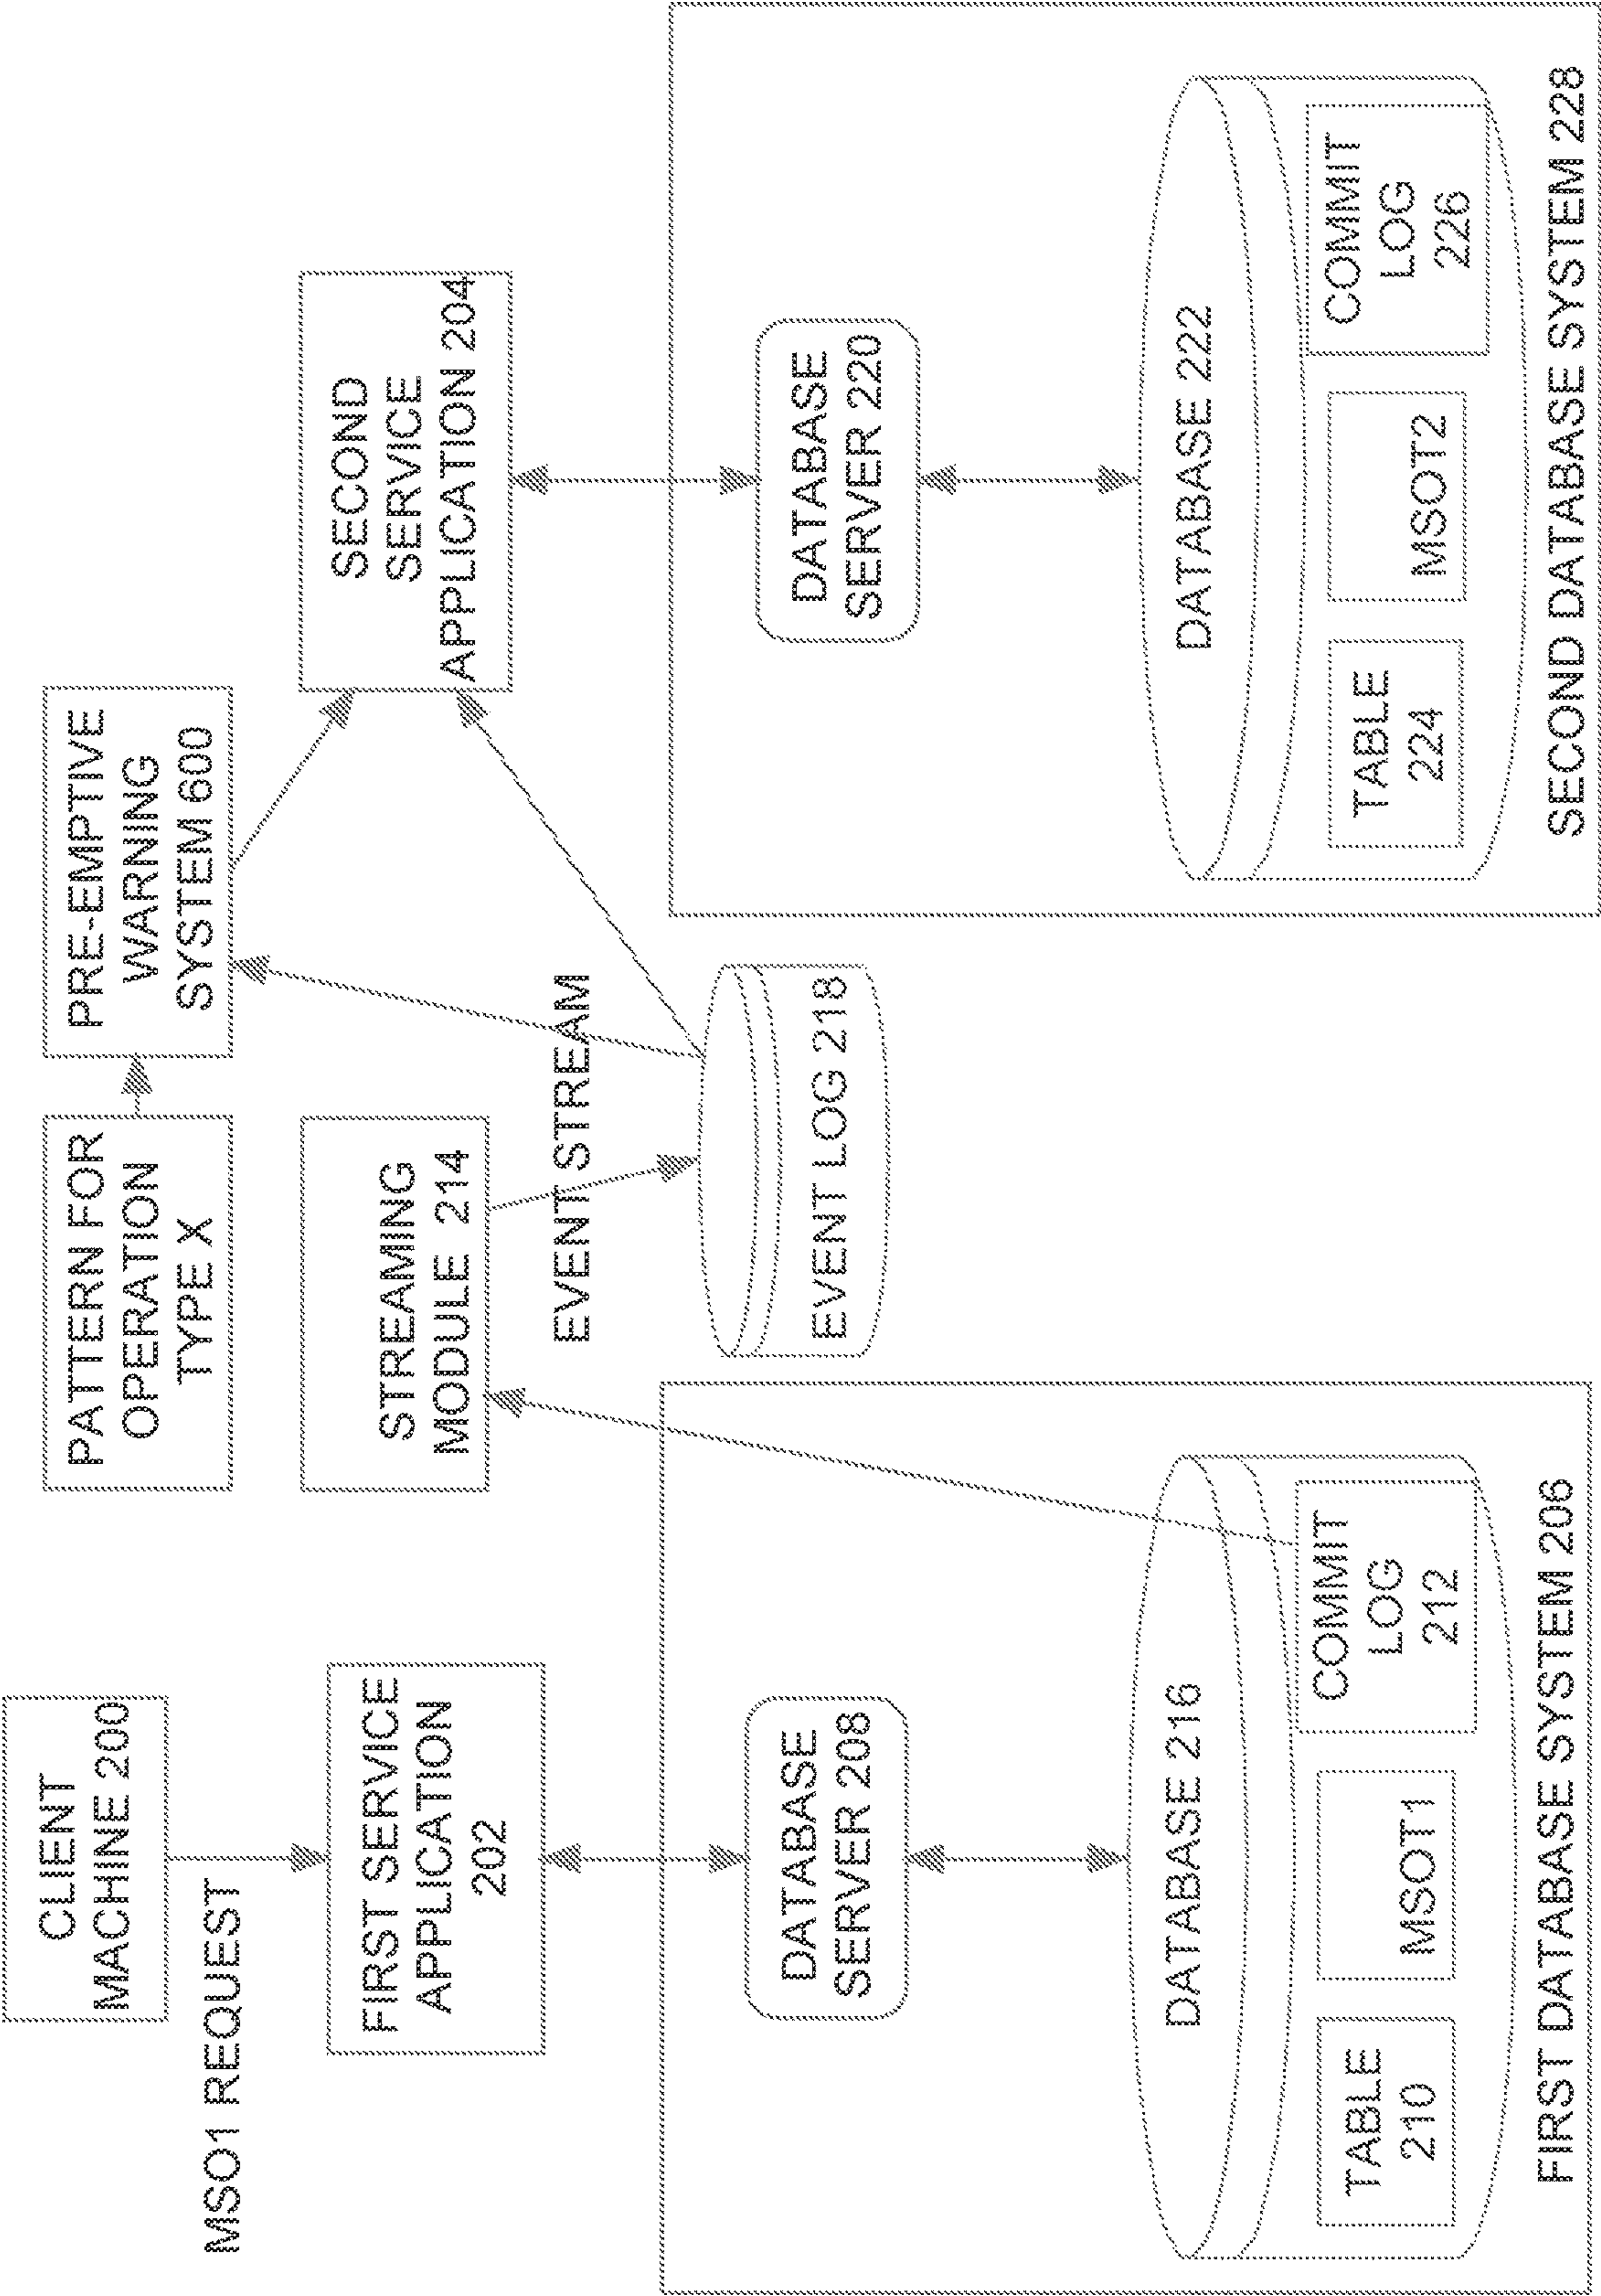 CLIENT
MACHINE 200
MSO1 REQUEST
FIRST SERVICE
APPLICATION
202
DATABASE
SERVER 208
DATABASE 216
TABLE
210
MSOT1
COMMIT
LOG
212
FIRST DATABASE SYSTEM 206
PATTERN FOR
OPERATION
TYPE X
STREAMING
MODULE 214
EVENT STREAM
EVENT LOG 218
PRE-EMPTIVE
WARNING
SYSTEM 600
SECOND
SERVICE
APPLICATION 204
DATABASE
SERVER 220
DATABASE 222
TABLE
224
MSOT2
COMMIT
LOG
226
SECOND DATABASE SYSTEM 228